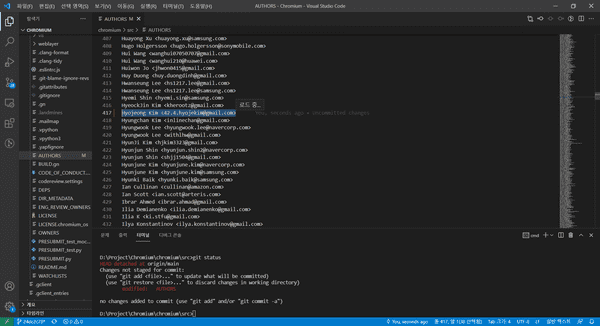 파일(F) 편집(E) 선택 영역(S) 보기(V) 이동(G) 실행(R) 터미널(T) 도움말(H)
AUTHORS - Chromium - Visual Studio Code
탐색기
AUTHORS M
CHROMIUM
chromium > src > AUTHORS
weblayer
.clang-format
.clang-tidy
.eslintrc.js
.git-blame-ignore-revs
.gitattributes
.gitignore
.gn
.landmines
.mailmap
.vpython
.vpython3
.yapfignore
AUTHORS M
BUILD.gn
CODE_OF_CONDUCT...
codereview.settings
DEPS
DIR_METADATA
ENG_REVIEW_OWNERS
LICENSE
LICENSE.chromium_os
OWNERS
PRESUBMIT_test_moc...
PRESUBMIT_test.py
PRESUBMIT.py
README.md
WATCHLISTS
.gclient
.gclient_entries
개요
타임라인
407 Huayong Xu <huayong.xu@samsung.com>
408 Hugo Holgersson <hugo.holgersson@sonymobile.com>
409 Hui Wang <wanghui07050707@gmail.com>
410 Hui Wang <wanghui210@huawei.com>
411 Huiwon Jo <jhwon0415@gmail.com>
412 Huy Duong <huy.duongdinh@gmail.com>
413 Hwanseung Lee <hs1217.lee@gmail.com>
414 Hwanseung Lee <hs1217.lee@samsung.com>
415 Hyemi Shin <hyemi.sin@samsung.com>
416 HyeockJin Kim <kherootz@gmail.com>
로드 중...
417 Hyojeong Kim <42.4.hyojekim@gmail.com>
You, seconds ago • Uncommitted changes
418 Hyungchan Kim <inlinechan@gmail.com>
419 Hyungwook Lee <hyungwook.lee@navercorp.com>
420 Hyungwook Lee <withlhw@gmail.com>
421 HyunJi Kim <hjkim3323@gmail.com>
422 Hyunjun Shin <hyunjun.shin2@navercorp.com>
423 Hyunjun Shin <shjj1504@gmail.com>
424 Hyunjune Kim <hyunjune.kim@navercorp.com>
425 Hyunjune Kim <hyunjune.kim@samsung.com>
426 Hyunki Baik <hyunki.baik@samsung.com>
427 Ian Cullinan <cullinan@amazon.com>
428 Ian Scott <ian.scott@arteris.com>
429 Ibrar Ahmed <ibrar.ahmad@gmail.com>
430 Ilia Demianenko <ilia.demianenko@gmail.com>
431 Ilia K <ki.stfu@gmail.com>
432 Ilya Konstantinov <ilya.konstantinov@gmail.com>
문제 출력 터미널 디버그 콘솔
cmd
D:\Project\Chromium\chromium\src>git status
HEAD detached at origin/main
Changes not staged for commit:
(use "git add <file>..." to update what will be committed)
(use "git restore <file>..." to discard changes in working directory)
modified: AUTHORS
no changes added to commit (use "git add" and/or "git commit -a")
D:\Project\Chromium\chromium\src>
0 0
You, seconds ago
탭 크기: 4
UTF-8
LF
일반 텍스트